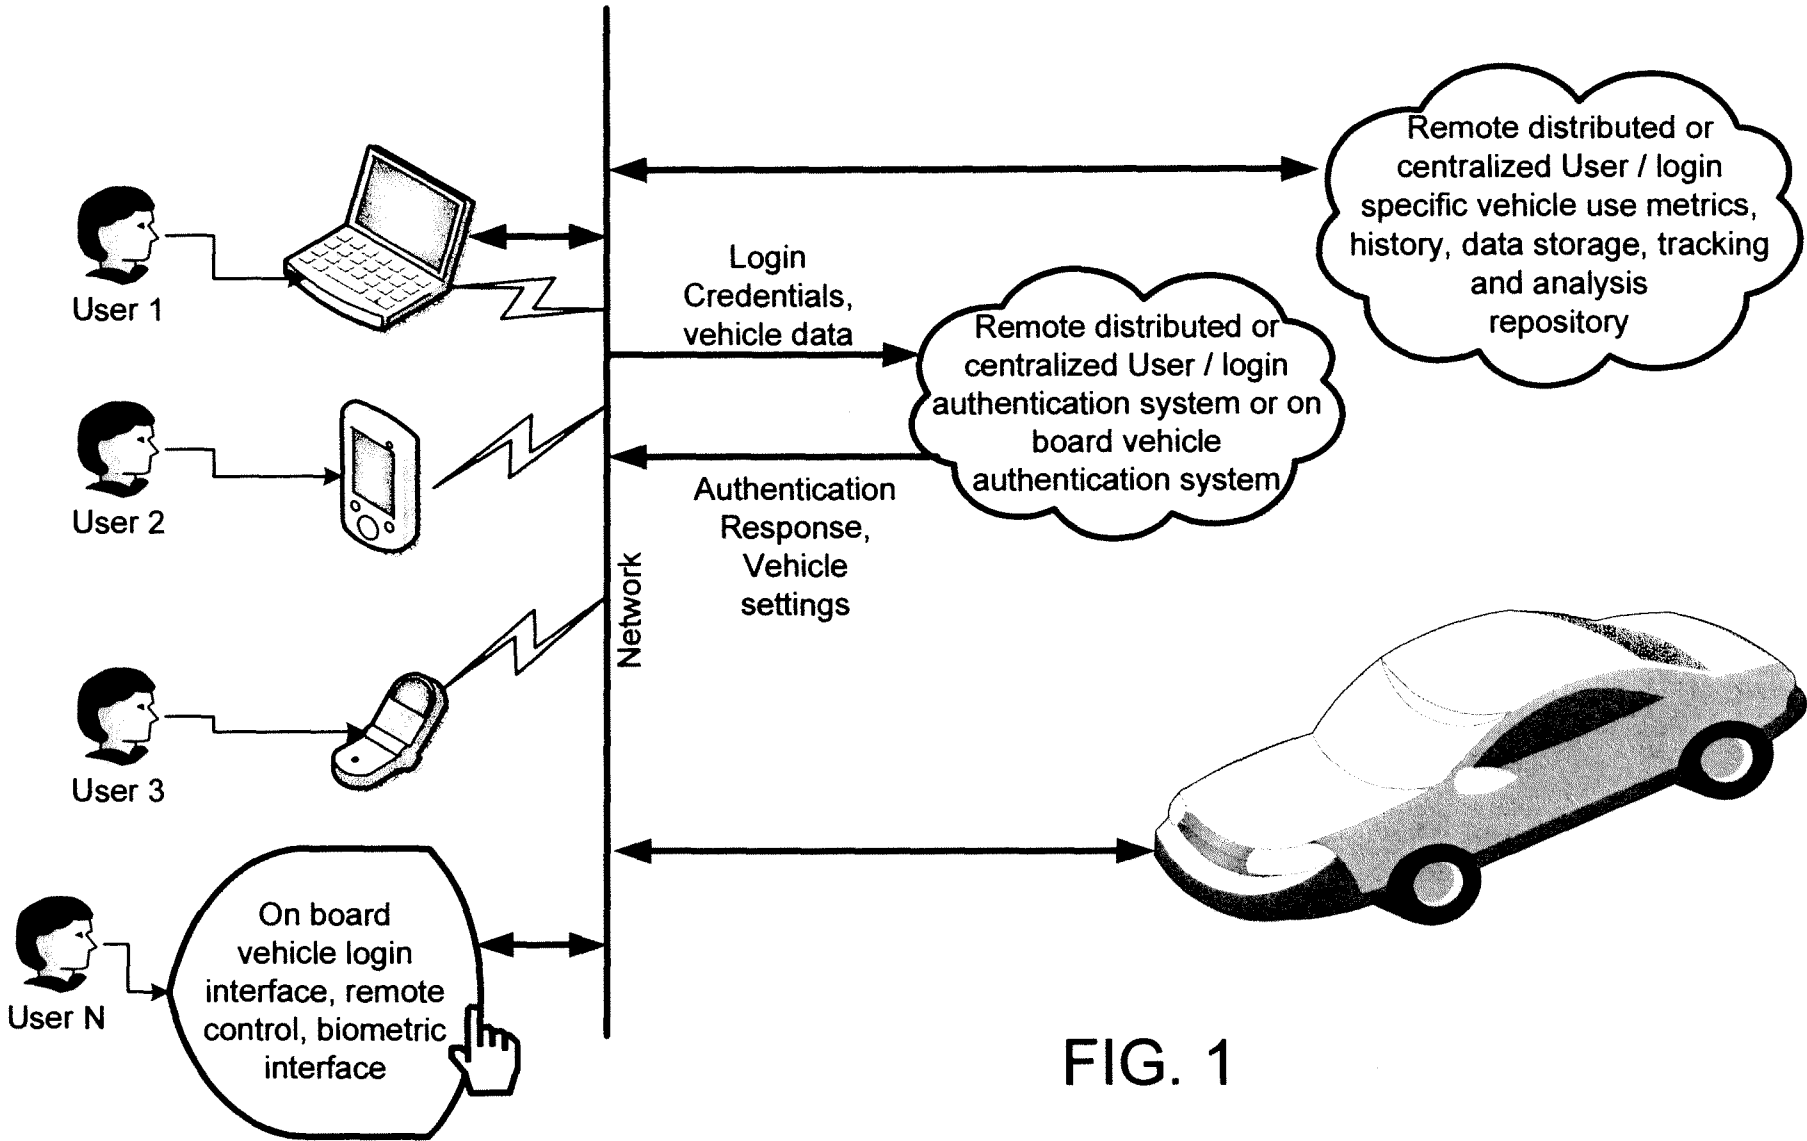 User 1
User 2
User 3
User N
On board
vehicle login
interface, remote
control, biometric
interface
Network
Login
Credentials,
vehicle data
Authentication
Response,
Vehicle
settings
Remote distributed or
centralized User / login
authentication system or on
board vehicle
authentication system
Remote distributed or
centralized User / login
specific vehicle use metrics,
history, data storage, tracking
and analysis
repository
FIG. 1